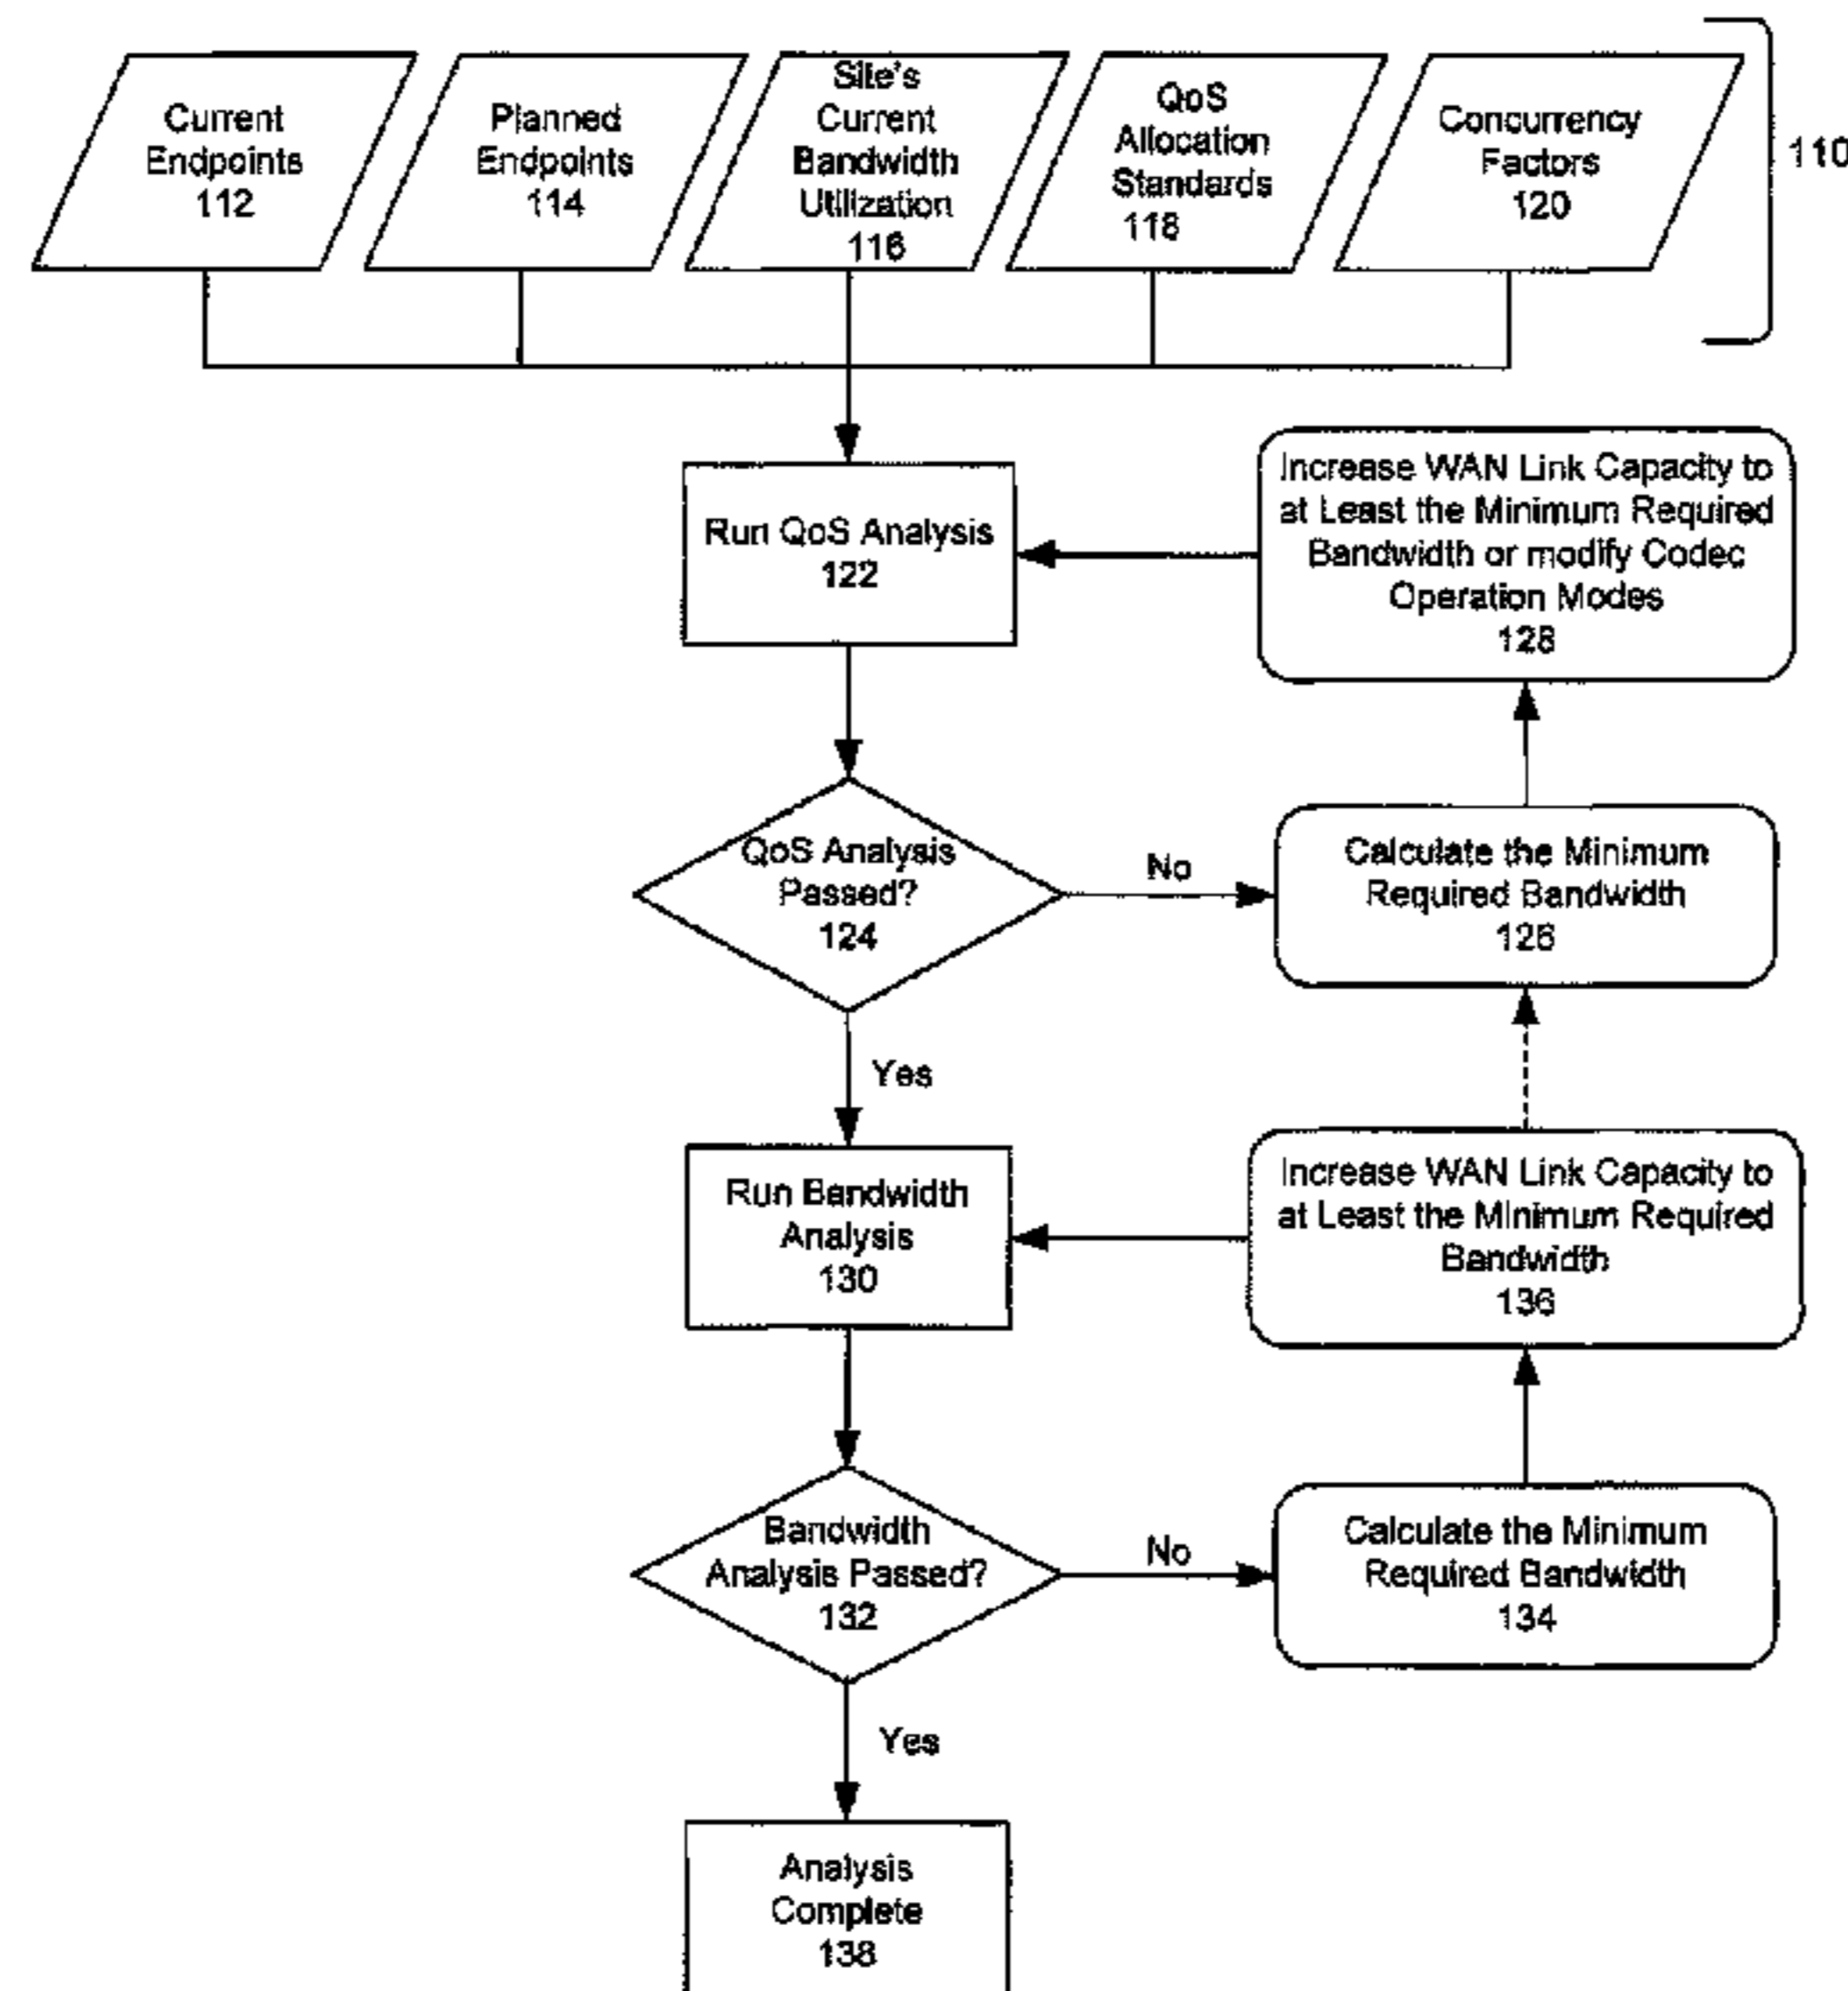 Current
Endpoints
112
Planned
Endpoints
114
Site's
Current
Bandwidth
Utilization
116
QoS
Allocation
Standards
118
Concurrency
Factors
120
110
Run QoS Analysis
122
Increase WAN Link Capacity to
at Least the Minimum Required
Bandwidth or modify Codec
Operation Modes
128
QoS Analysis
Passed?
124
No
Calculate the Minimum
Required Bandwidth
126
Yes
Run Bandwidth
Analysis
130
Increase WAN Link Capacity to
at Least the Minimum Required
Bandwidth
136
Bandwidth
Analysis Passed?
132
No
Calculate the Minimum
Required Bandwidth
134
Yes
Analysis
Complete
138